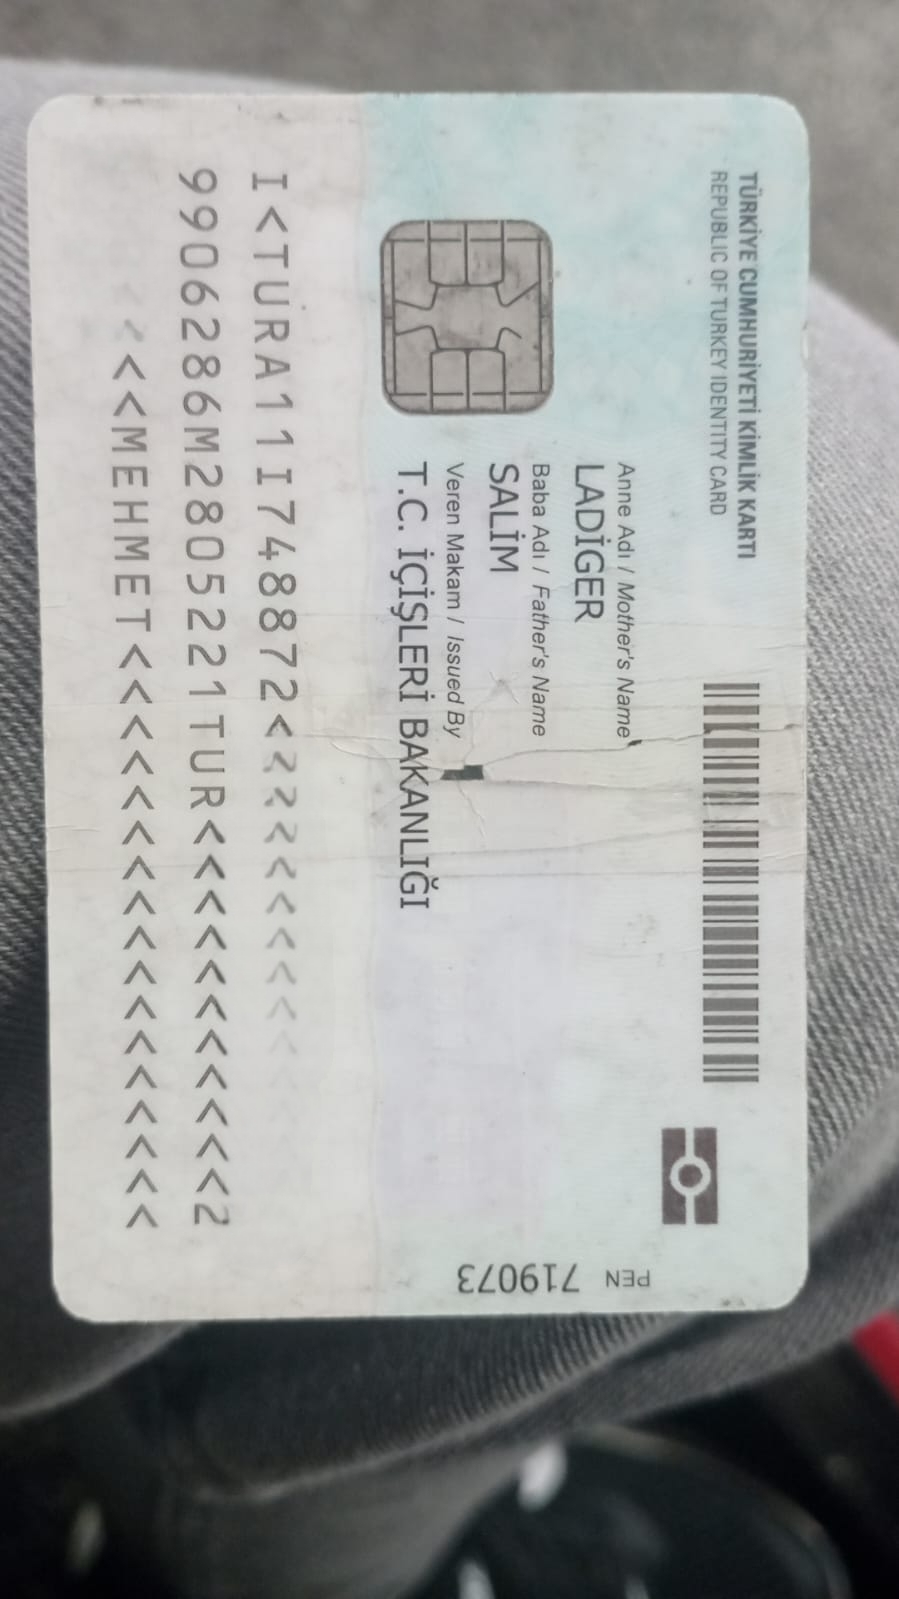 TÜRKİYE CUMHURİYETİ KİMLİK KARTI
REPUBLIC OF TURKEY IDENTITY CARD
Anne Adı / Mother's Name
LADİGER
Baba Adı / Father's Name
SALİM
Veren Makam / Issued By
T.C. İÇİŞLERİ BAKANLIĞI
PEN 719073
I<TURA11I748872<
9906286M2805221TUR<<<<<<<<<<<2
<<MEHMET<<<<<<<<<<<<<<<<<